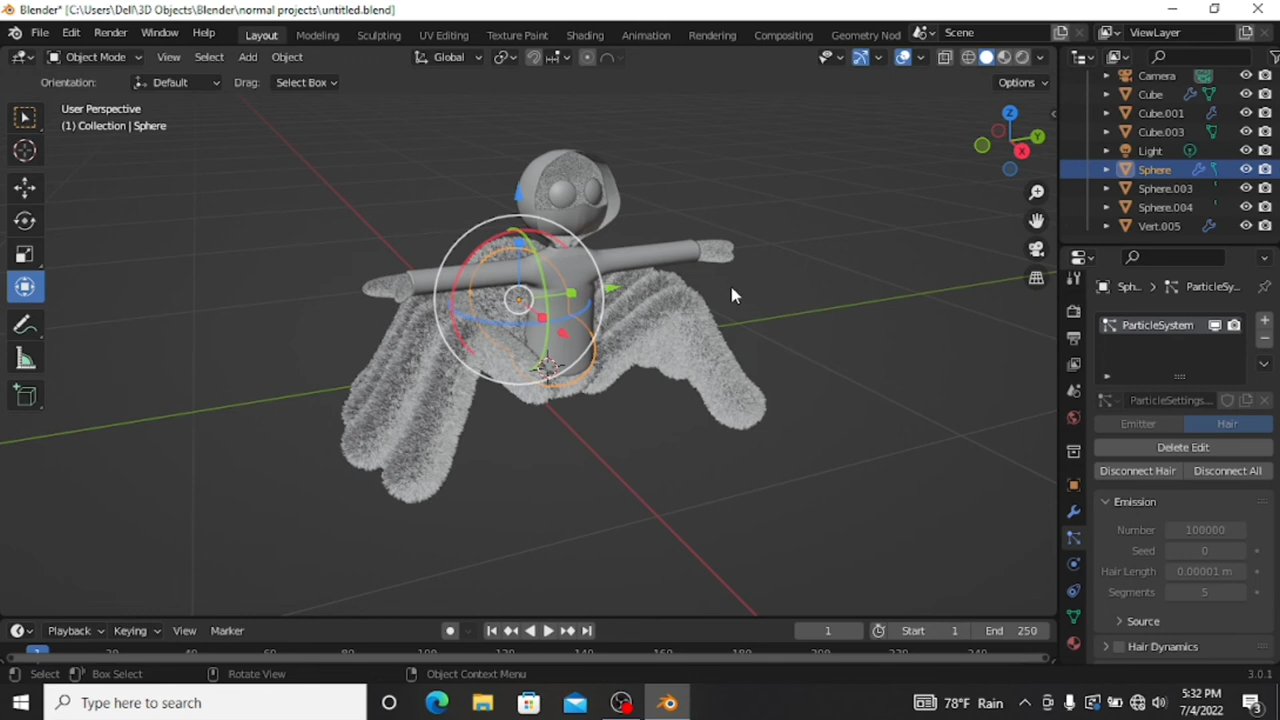 Blender* [C:\Users\Dell\3D Objects\Blender\normal projects\untitled.blend]
File Edit Render Window Help Layout Modeling Sculpting UV Editing Texture Paint Shading Animation Rendering Compositing Geometry Nod Scene ViewLayer
Object Mode View Select Add Object Global
Orientation: Default Drag: Select Box Options
User Perspective
(1) Collection | Sphere
Z
Y
X
Camera
Cube
Cube.001
Cube.003
Light
Sphere
Sphere.003
Sphere.004
Vert.005
Sph... ParticleSy...
ParticleSystem
ParticleSettings...
Emitter Hair
Delete Edit
Disconnect Hair Disconnect All
Emission
Number 100000
Seed 0
Hair Length 0.00001 m
Segments 5
Source
Hair Dynamics
Playback Keying View Marker 1 Start 1 End 250
Select Box Select Rotate View Object Context Menu 3.0.1
Type here to search
78°F Rain
5:32 PM
7/4/2022
3